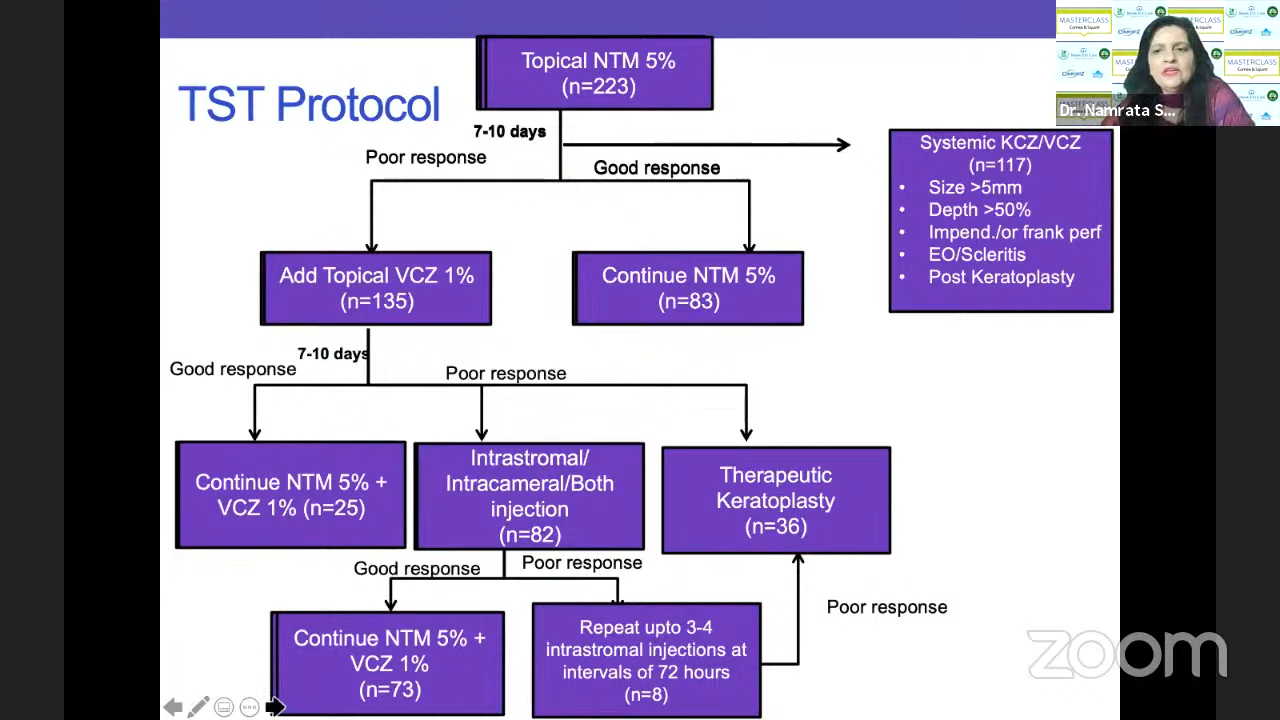 Topical NTM 5%
(n=223)
TST Protocol
MASTERCLASS
Dr. Namrata S...
7-10 days
Poor response
Good response
Systemic KCZ/VCZ
(n=117)
• Size >5mm
• Depth >50%
• Impend./or frank perf
• EO/Scleritis
• Post Keratoplasty
Add Topical VCZ 1%
(n=135)
Continue NTM 5%
(n=83)
7-10 days
Good response
Poor response
Continue NTM 5% +
VCZ 1% (n=25)
Intrastromal/
Intracameral/Both
injection
(n=82)
Therapeutic
Keratoplasty
(n=36)
Good response
Poor response
Continue NTM 5% +
VCZ 1%
(n=73)
Repeat upto 3-4
intrastromal injections at
intervals of 72 hours
(n=8)
Poor response
zoom